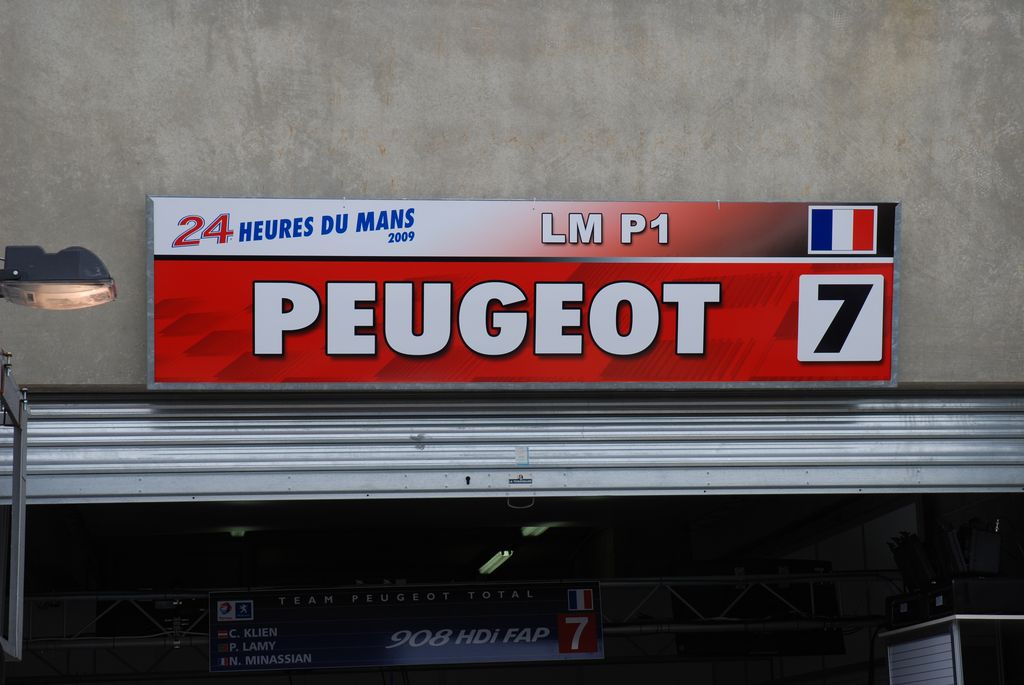 24 HEURES DU MANS
2009
LM P1
PEUGEOT 7
TEAM PEUGEOT TOTAL
C. KLIEN
P. LAMY
N. MINASSIAN
908 HDi FAP 7